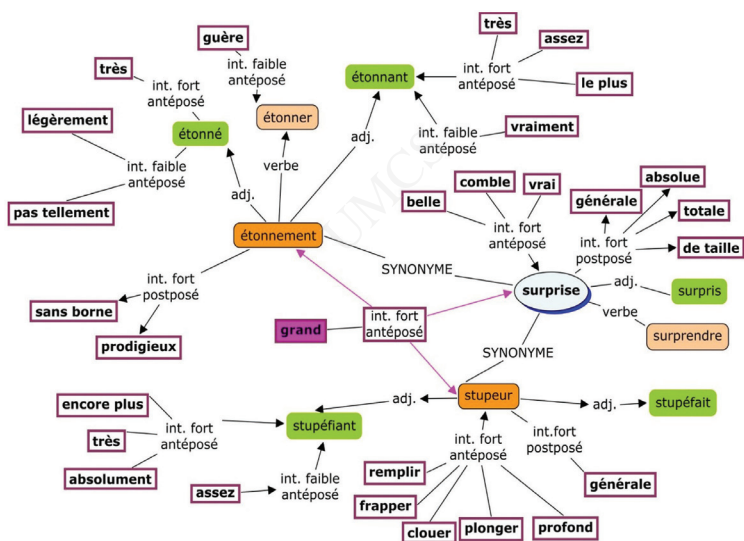 guère
très
très
assez
int. fort
antéposé
int. faible
antéposé
étonnant
int. fort
antéposé
le plus
légèrement
étonner
étonné
adj.
int. faible
antéposé
vraiment
int. faible
antéposé
verbe
adj.
comble
vrai
absolue
belle
générale
totale
pas tellement
int. fort
antéposé
int. fort
postposé
de taille
étonnement
SYNONYME
surprise
adj.
surpris
int. fort
postposé
verbe
sans borne
grand
int. fort
antéposé
surprendre
prodigieux
SYNONYME
encore plus
adj.
stupeur
adj.
stupéfait
int. fort
antéposé
stupéfiant
très
int. fort
antéposé
int.fort
postposé
absolument
int. faible
antéposé
assez
remplir
générale
frapper
clouer
plonger
profond
UMCS